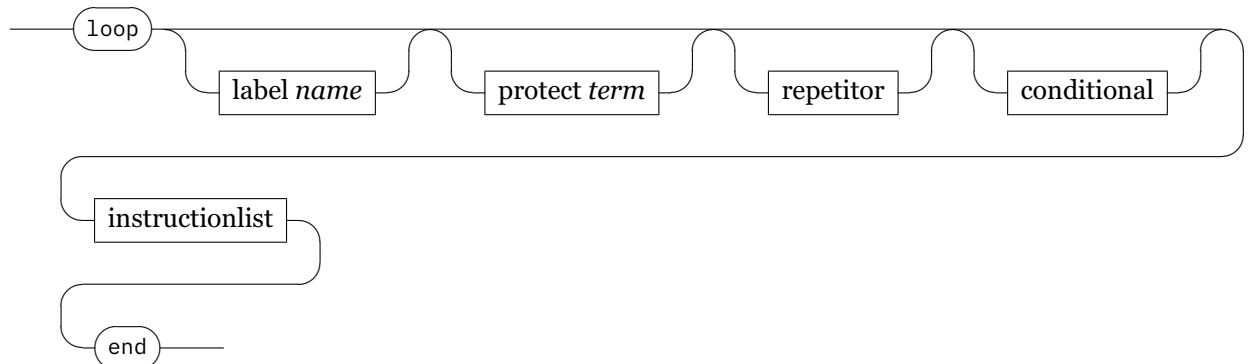 loop
label name protect term repetitor conditional
instructionlist
end